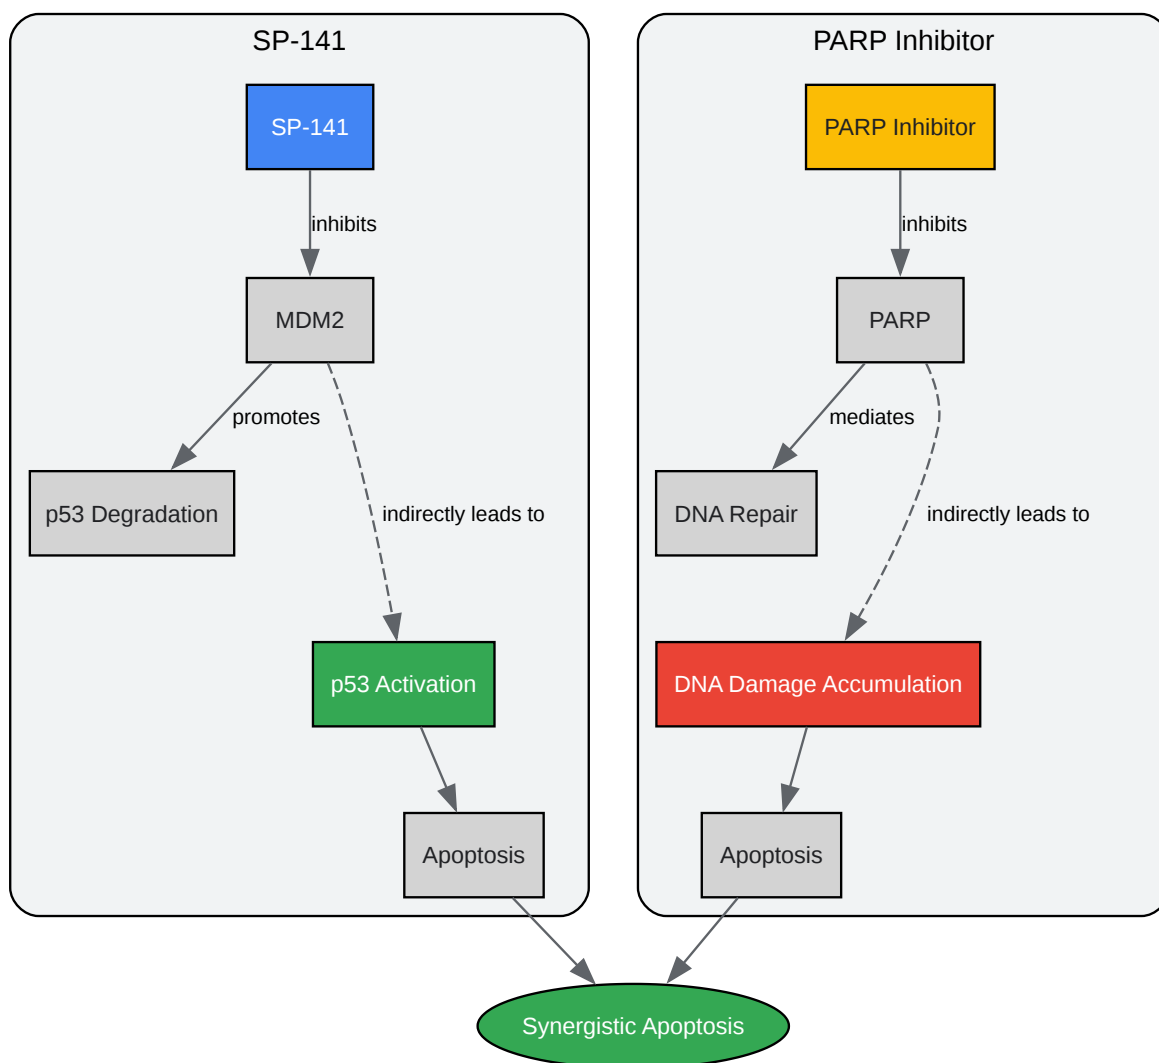 SP-141
SP-141
inhibits
MDM2
promotes
p53 Degradation
indirectly leads to
p53 Activation
Apoptosis
PARP Inhibitor
PARP Inhibitor
inhibits
PARP
mediates
DNA Repair
indirectly leads to
DNA Damage Accumulation
Apoptosis
Synergistic Apoptosis